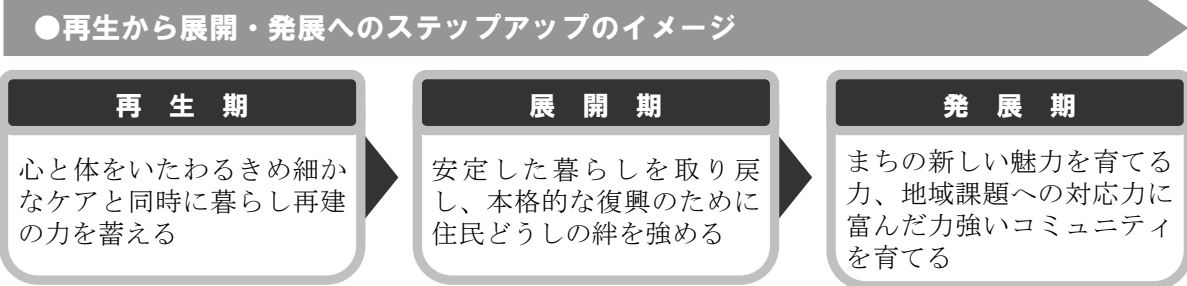 ●再生から展開・発展へのステップアップのイメージ
再生期
心と体をいたわるきめ細か
なケアと同時に暮らし再建
の力を蓄える
展開期
安定した暮らしを取り戻
し、本格的な復興のために
住民どうしの絆を強める
発展期
まちの新しい魅力を育てる
力、地域課題への対応力に
富んだ力強いコミュニティ
を育てる